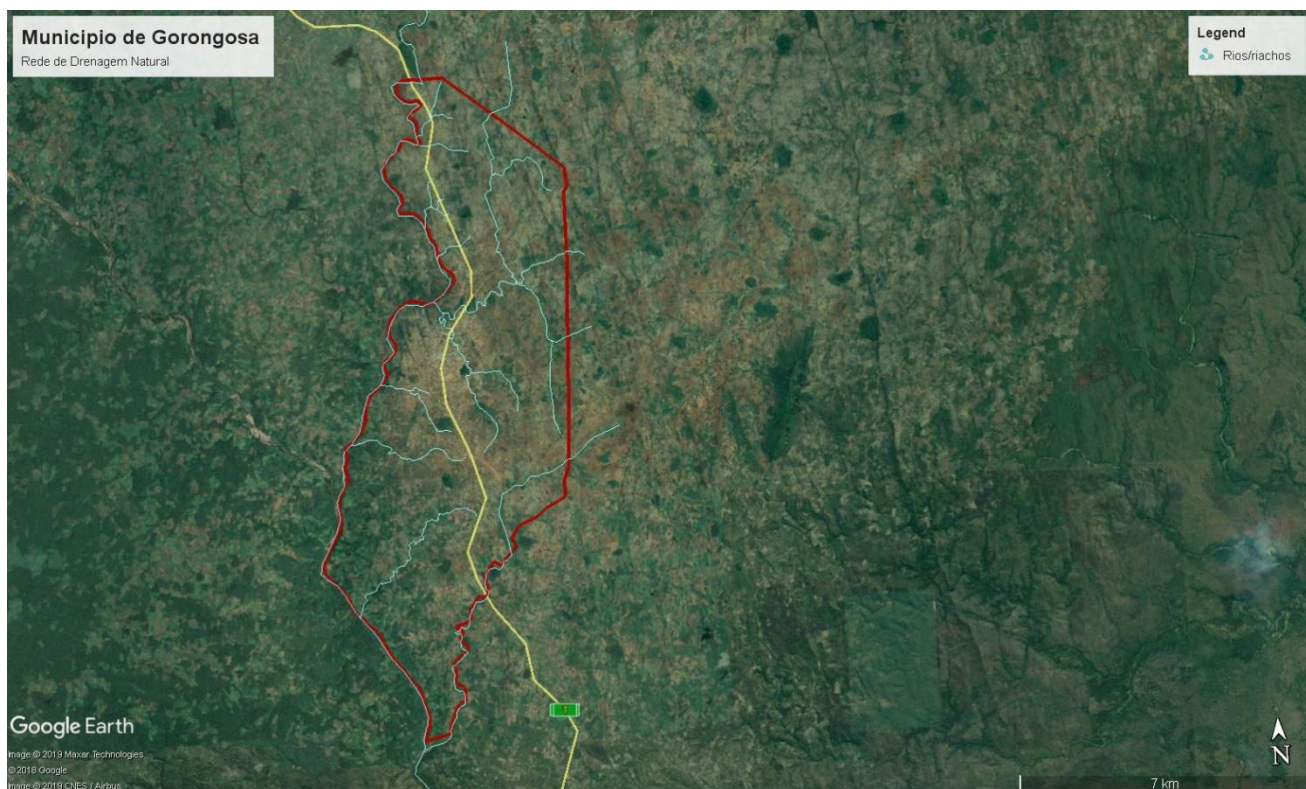 Municipio de Gorongosa
Rede de Drenagem Natural
Legend
Rios/riachos
Google Earth
Image © 2019 Maxar Technologies
© 2018 Google
Image © 2019 CNES / Airbus
N
7 km